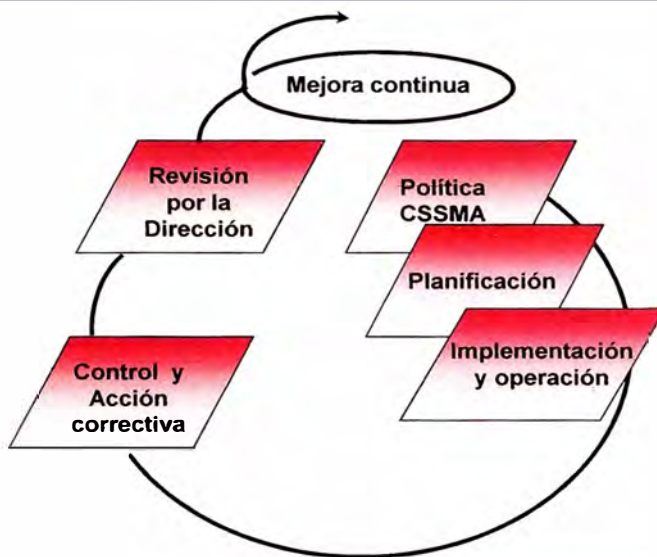 Mejora continua
Revisión
por la
Dirección
Política
CSSMA
Planificación
Implementación
y operación
Control y
Acción
correctiva